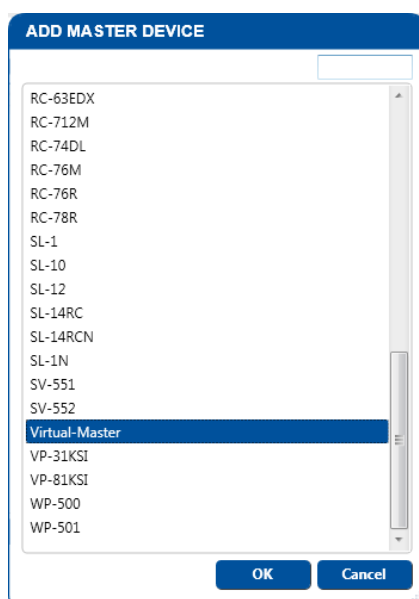 ADD MASTER DEVICE
RC-63EDX
RC-712M
RC-74DL
RC-76M
RC-76R
RC-78R
SL-1
SL-10
SL-12
SL-14RC
SL-14RCN
SL-1N
SV-551
SV-552
Virtual-Master
VP-31KSI
VP-81KSI
WP-500
WP-501
OK Cancel